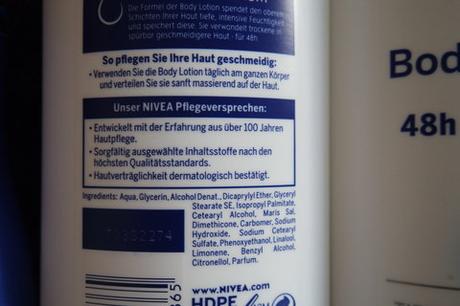 Die Formel der Body Lotion spendet den oberen
Schichten Ihrer Haut tiefe, intensive Feuchtigkeit
und speichert diese. Sie verwandelt trockene in
spürbar geschmeidigere Haut · für 48h
So pflegen Sie Ihre Haut geschmeidig:
• Verwenden Sie die Body Lotion täglich am ganzen Körper
und verteilen Sie sie sanft massierend auf der Haut.
Unser NIVEA Pflegeversprechen:
• Entwickelt mit der Erfahrung aus über 100 Jahren
Hautpflege.
• Sorgfältig ausgewählte Inhaltsstoffe nach den
höchsten Qualitätsstandards.
• Hautverträglichkeit dermatologisch bestätigt.
Ingredients: Aqua, Glycerin, Alcohol Denat., Dicaprylyl Ether, Glyceryl
Stearate SE, Isopropyl Palmitate,
Cetearyl Alcohol, Maris Sal,
Dimethicone, Carbomer, Sodium
Hydroxide, Sodium Cetearyl
Sulfate, Phenoxyethanol, Linalool,
Limonene, Benzyl Alcohol,
Citronellol, Parfum.
www.NIVEA.com
HDPE
Bod
48h